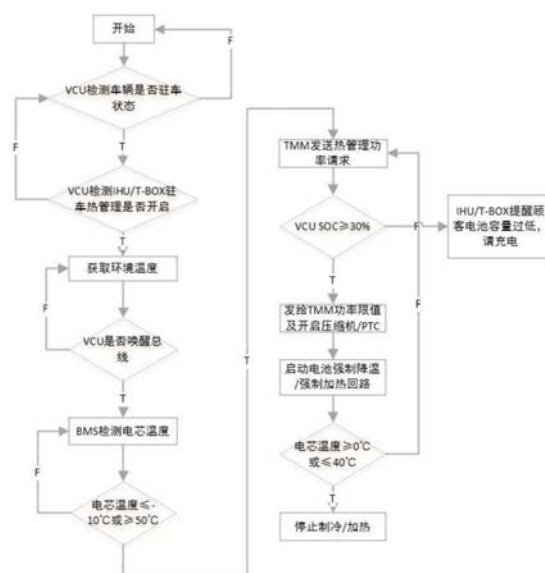 开始
F
VCU检测车辆是否驻车
状态
T
F
VCU检测IHU/T-BOX驻
车热管理是否开启
T
获取环境温度
F
VCU是否唤醒总
线
T
BMS检测电芯温度
F
电芯温度≤-
10℃或≥50℃
T
TMM发送热管理功
率请求
VCU SOC≥30%
F
IHU/T-BOX提醒顾
客电池容量过低，
请充电
T
发给TMM功率限值
及开启压缩机/PTC
启动电池强制降温
/强制加热回路
F
电芯温度≥0℃
或≤40℃
T
停止制冷/加热